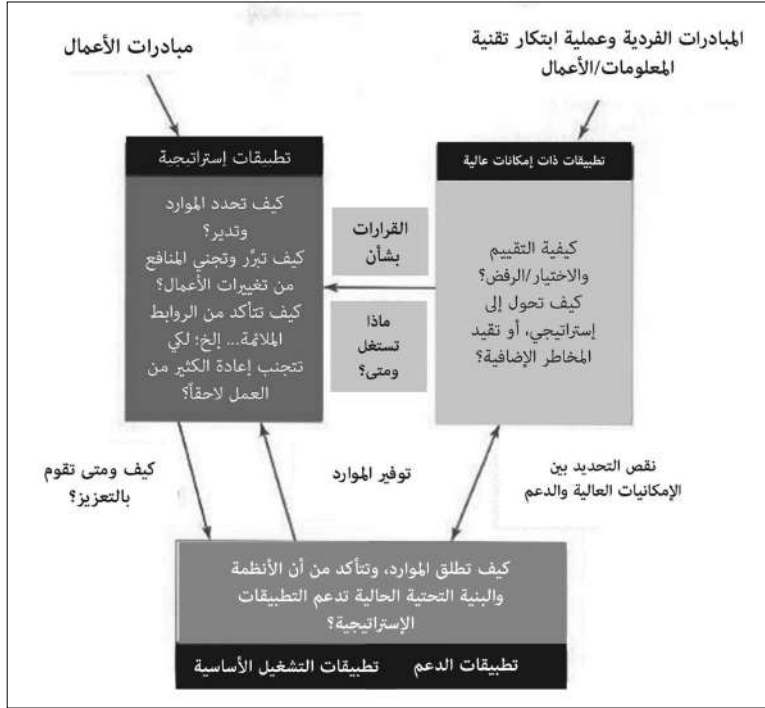 المبادرات الفردية وعملية ابتكار تقنية
المعلومات/الأعمال
مبادرات الأعمال
تطبيقات ذات إمكانات عالية
كيفية التقييم
والاختيار/الرفض؟
كيف تحول إلى
إستراتيجي، أو تقيد
المخاطر الإضافية؟
القرارات
بشأن
ماذا
تستغل
ومتى؟
تطبيقات إستراتيجية
كيف تحدد الموارد
وتدير؟
كيف تبرَّر وتجني المنافع
من تغييرات الأعمال؟
كيف تتأكد من الروابط
الملائمة... إلخ؛ لكي
تتجنب إعادة الكثير من
العمل لاحقاً؟
نقص التحديد بين
الإمكانيات العالية والدعم
توفير الموارد
كيف ومتى تقوم
بالتعزيز؟
كيف تطلق الموارد، وتتأكد من أن الأنظمة
والبنية التحتية الحالية تدعم التطبيقات
الإستراتيجية؟
تطبيقات الدعم
تطبيقات التشغيل الأساسية